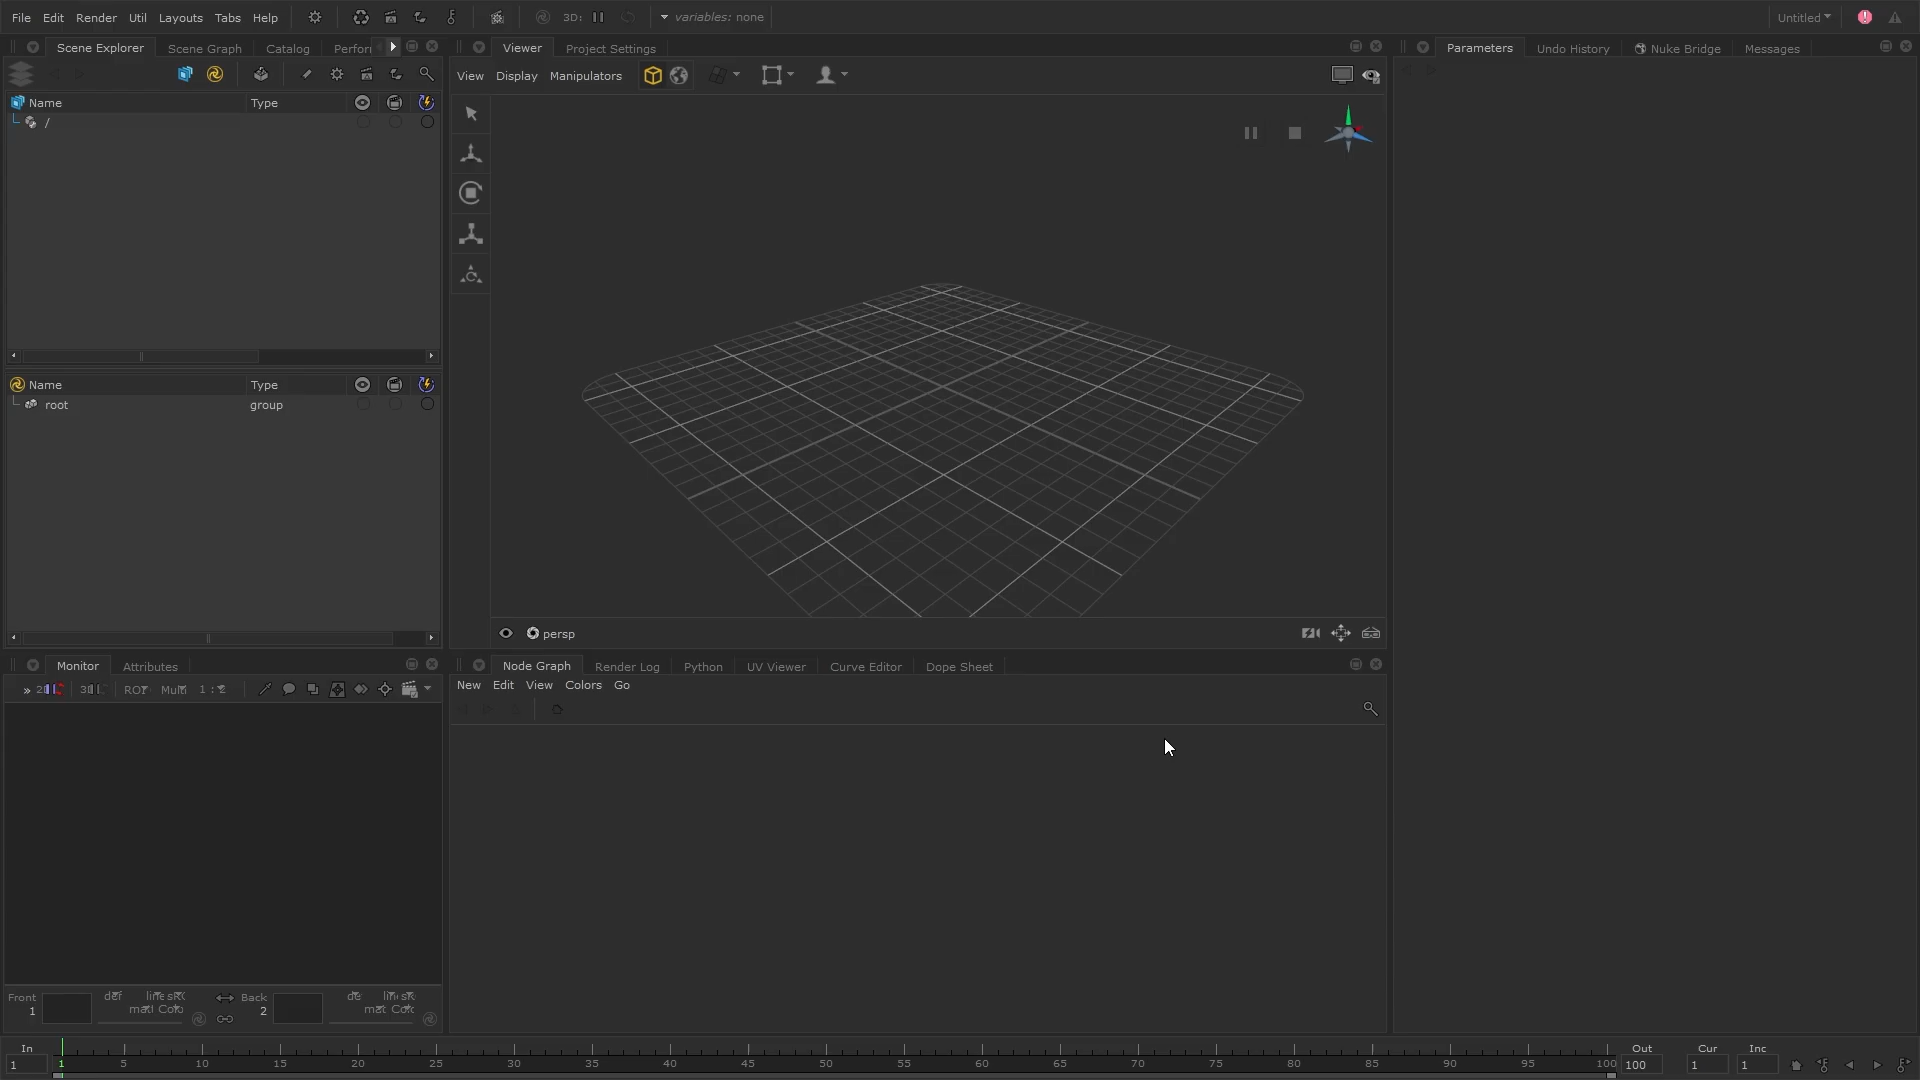 File Edit Render Util Layouts Tabs Help 3D: variables: none Untitled
Scene Explorer Scene Graph Catalog Perfor
Viewer Project Settings
Parameters Undo History Nuke Bridge Messages
View Display Manipulators
Name Type
/
Name Type
root group
persp
Monitor Attributes
Node Graph Render Log Python UV Viewer Curve Editor Dope Sheet
New Edit View Colors Go
Front
1
Back
2
In
1
1 5 10 15 20 25 30 35 40 45 50 55 60 65 70 75 80 85 90 95 100
Out
100
Cur
1
Inc
1